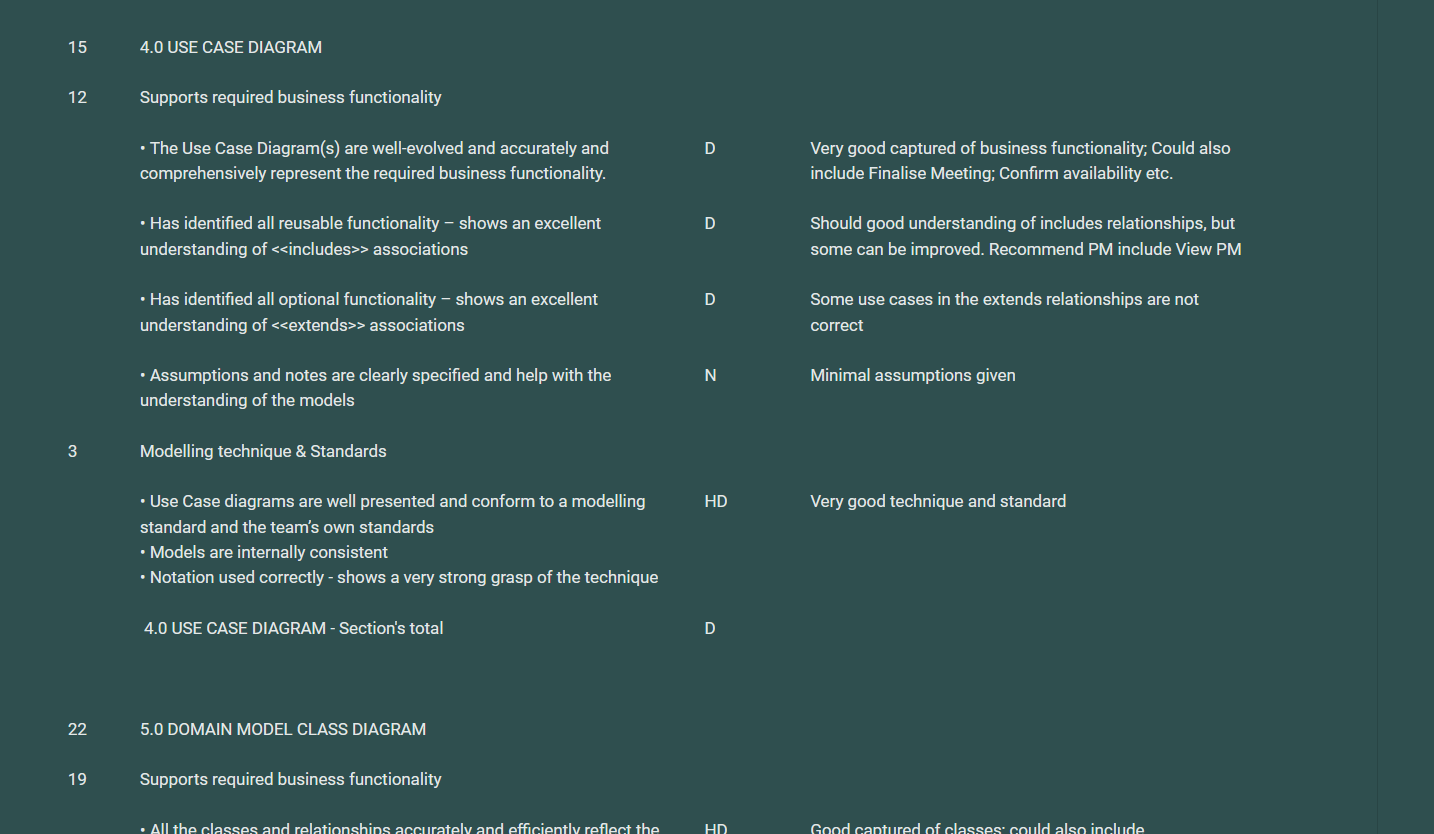 15 4.0 USE CASE DIAGRAM
12 Supports required business functionality
• The Use Case Diagram(s) are well-evolved and accurately and D Very good captured of business functionality; Could also
comprehensively represent the required business functionality. include Finalise Meeting; Confirm availability etc.
• Has identified all reusable functionality – shows an excellent D Should good understanding of includes relationships, but
understanding of <<includes>> associations some can be improved. Recommend PM include View PM
• Has identified all optional functionality – shows an excellent D Some use cases in the extends relationships are not
understanding of <<extends>> associations correct
• Assumptions and notes are clearly specified and help with the N Minimal assumptions given
understanding of the models
3 Modelling technique & Standards
• Use Case diagrams are well presented and conform to a modelling HD Very good technique and standard
standard and the team’s own standards
• Models are internally consistent
• Notation used correctly - shows a very strong grasp of the technique
4.0 USE CASE DIAGRAM - Section's total D
22 5.0 DOMAIN MODEL CLASS DIAGRAM
19 Supports required business functionality
• All the classes and relationships accurately and efficiently reflect the HD Good captured of classes; could also include